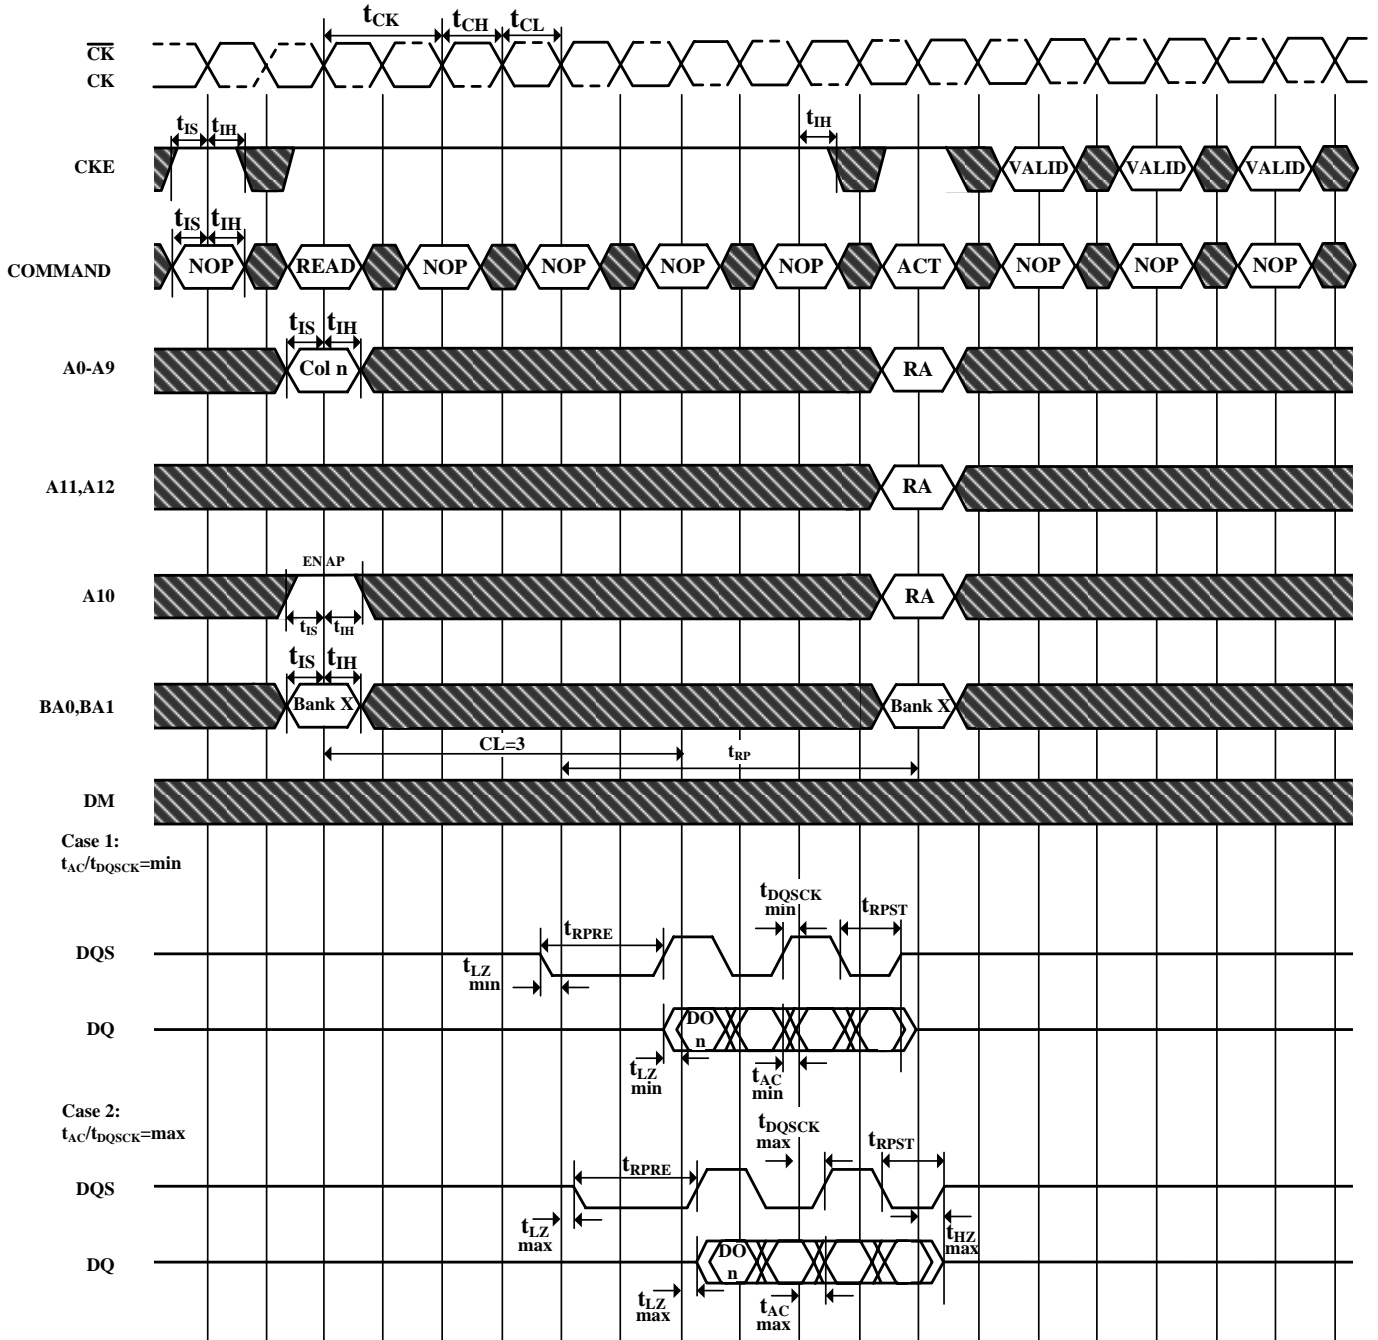 tCK tCH tCL
CK
CK
tIS tIH tIH
CKE VALID VALID VALID
tIS tIH
COMMAND NOP READ NOP NOP NOP NOP ACT NOP NOP NOP
tIS tIH
A0-A9 Col n RA
A11,A12 RA
EN AP
A10 RA
tIS tIH
tIS tIH
BA0,BA1 Bank X Bank X
CL=3 tRP
DM
Case 1:
tAC/tDQSCK=min
tDQSCK
min
tRPST
tRPRE
DQS
tLZ
min
DQ DO
n
tLZ
min
tAC
min
Case 2:
tAC/tDQSCK=max
tDQSCK
max
tRPST
tRPRE
DQS
tLZ
max
tHZ
max
DQ DO
n
tLZ
max
tAC
max